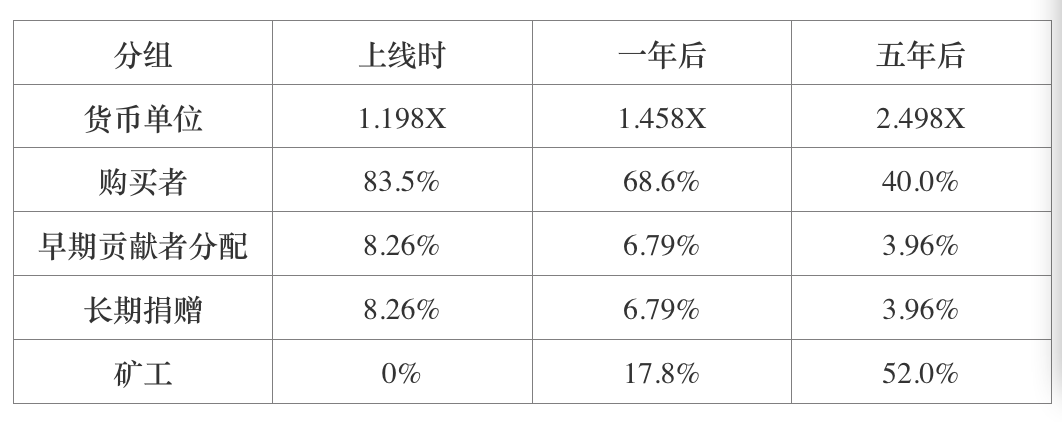 分组 上线时 一年后 五年后
货币单位 1.198X 1.458X 2.498X
购买者 83.5% 68.6% 40.0%
早期贡献者分配 8.26% 6.79% 3.96%
长期捐赠 8.26% 6.79% 3.96%
矿工 0% 17.8% 52.0%